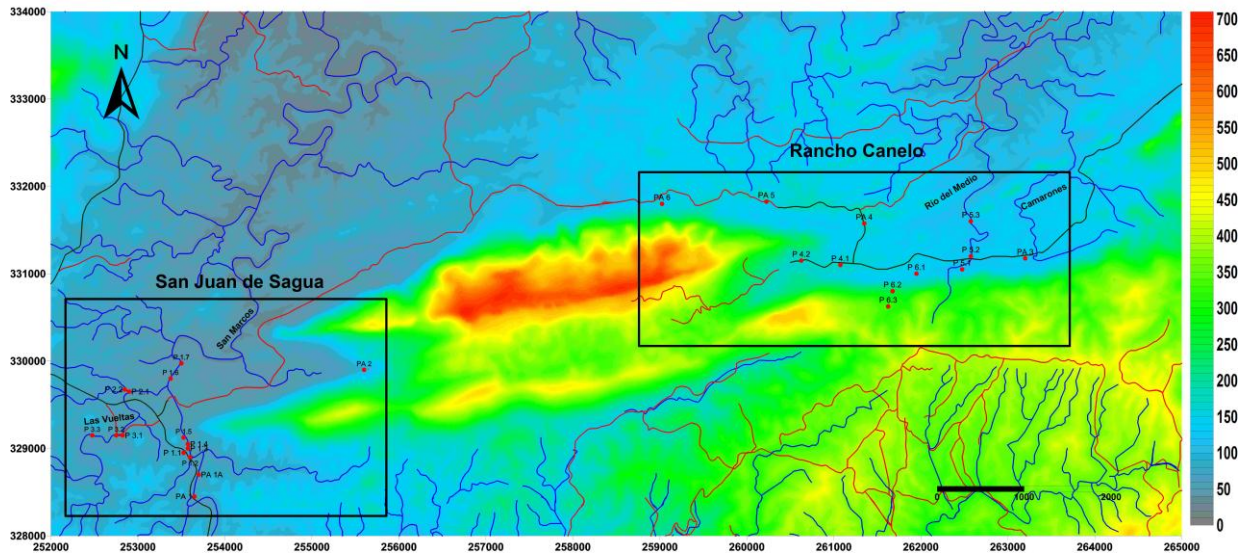 334000
333000
332000
331000
330000
329000
328000
252000 253000 254000 255000 256000 257000 258000 259000 260000 261000 262000 263000 264000 265000
N
San Juan de Sagua
San Marcos
Las Vueltas
P 1.7
P 1.6
P 2.2 P 2.1
PA 2
P 3.3 P 3.2 P 3.1
P 1.5
P 1.4
P 1.1
PA 1A
PA 1
Rancho Canelo
Rio del Medio
Camarones
PA 6
PA 5
PA 4
P 5.3
P 5.2
P 5.1
PA 3
P 4.2
P 4.1
P 6.1
P 6.2
P 6.3
0 1000 2000
700
650
600
550
500
450
400
350
300
250
200
150
100
50
0